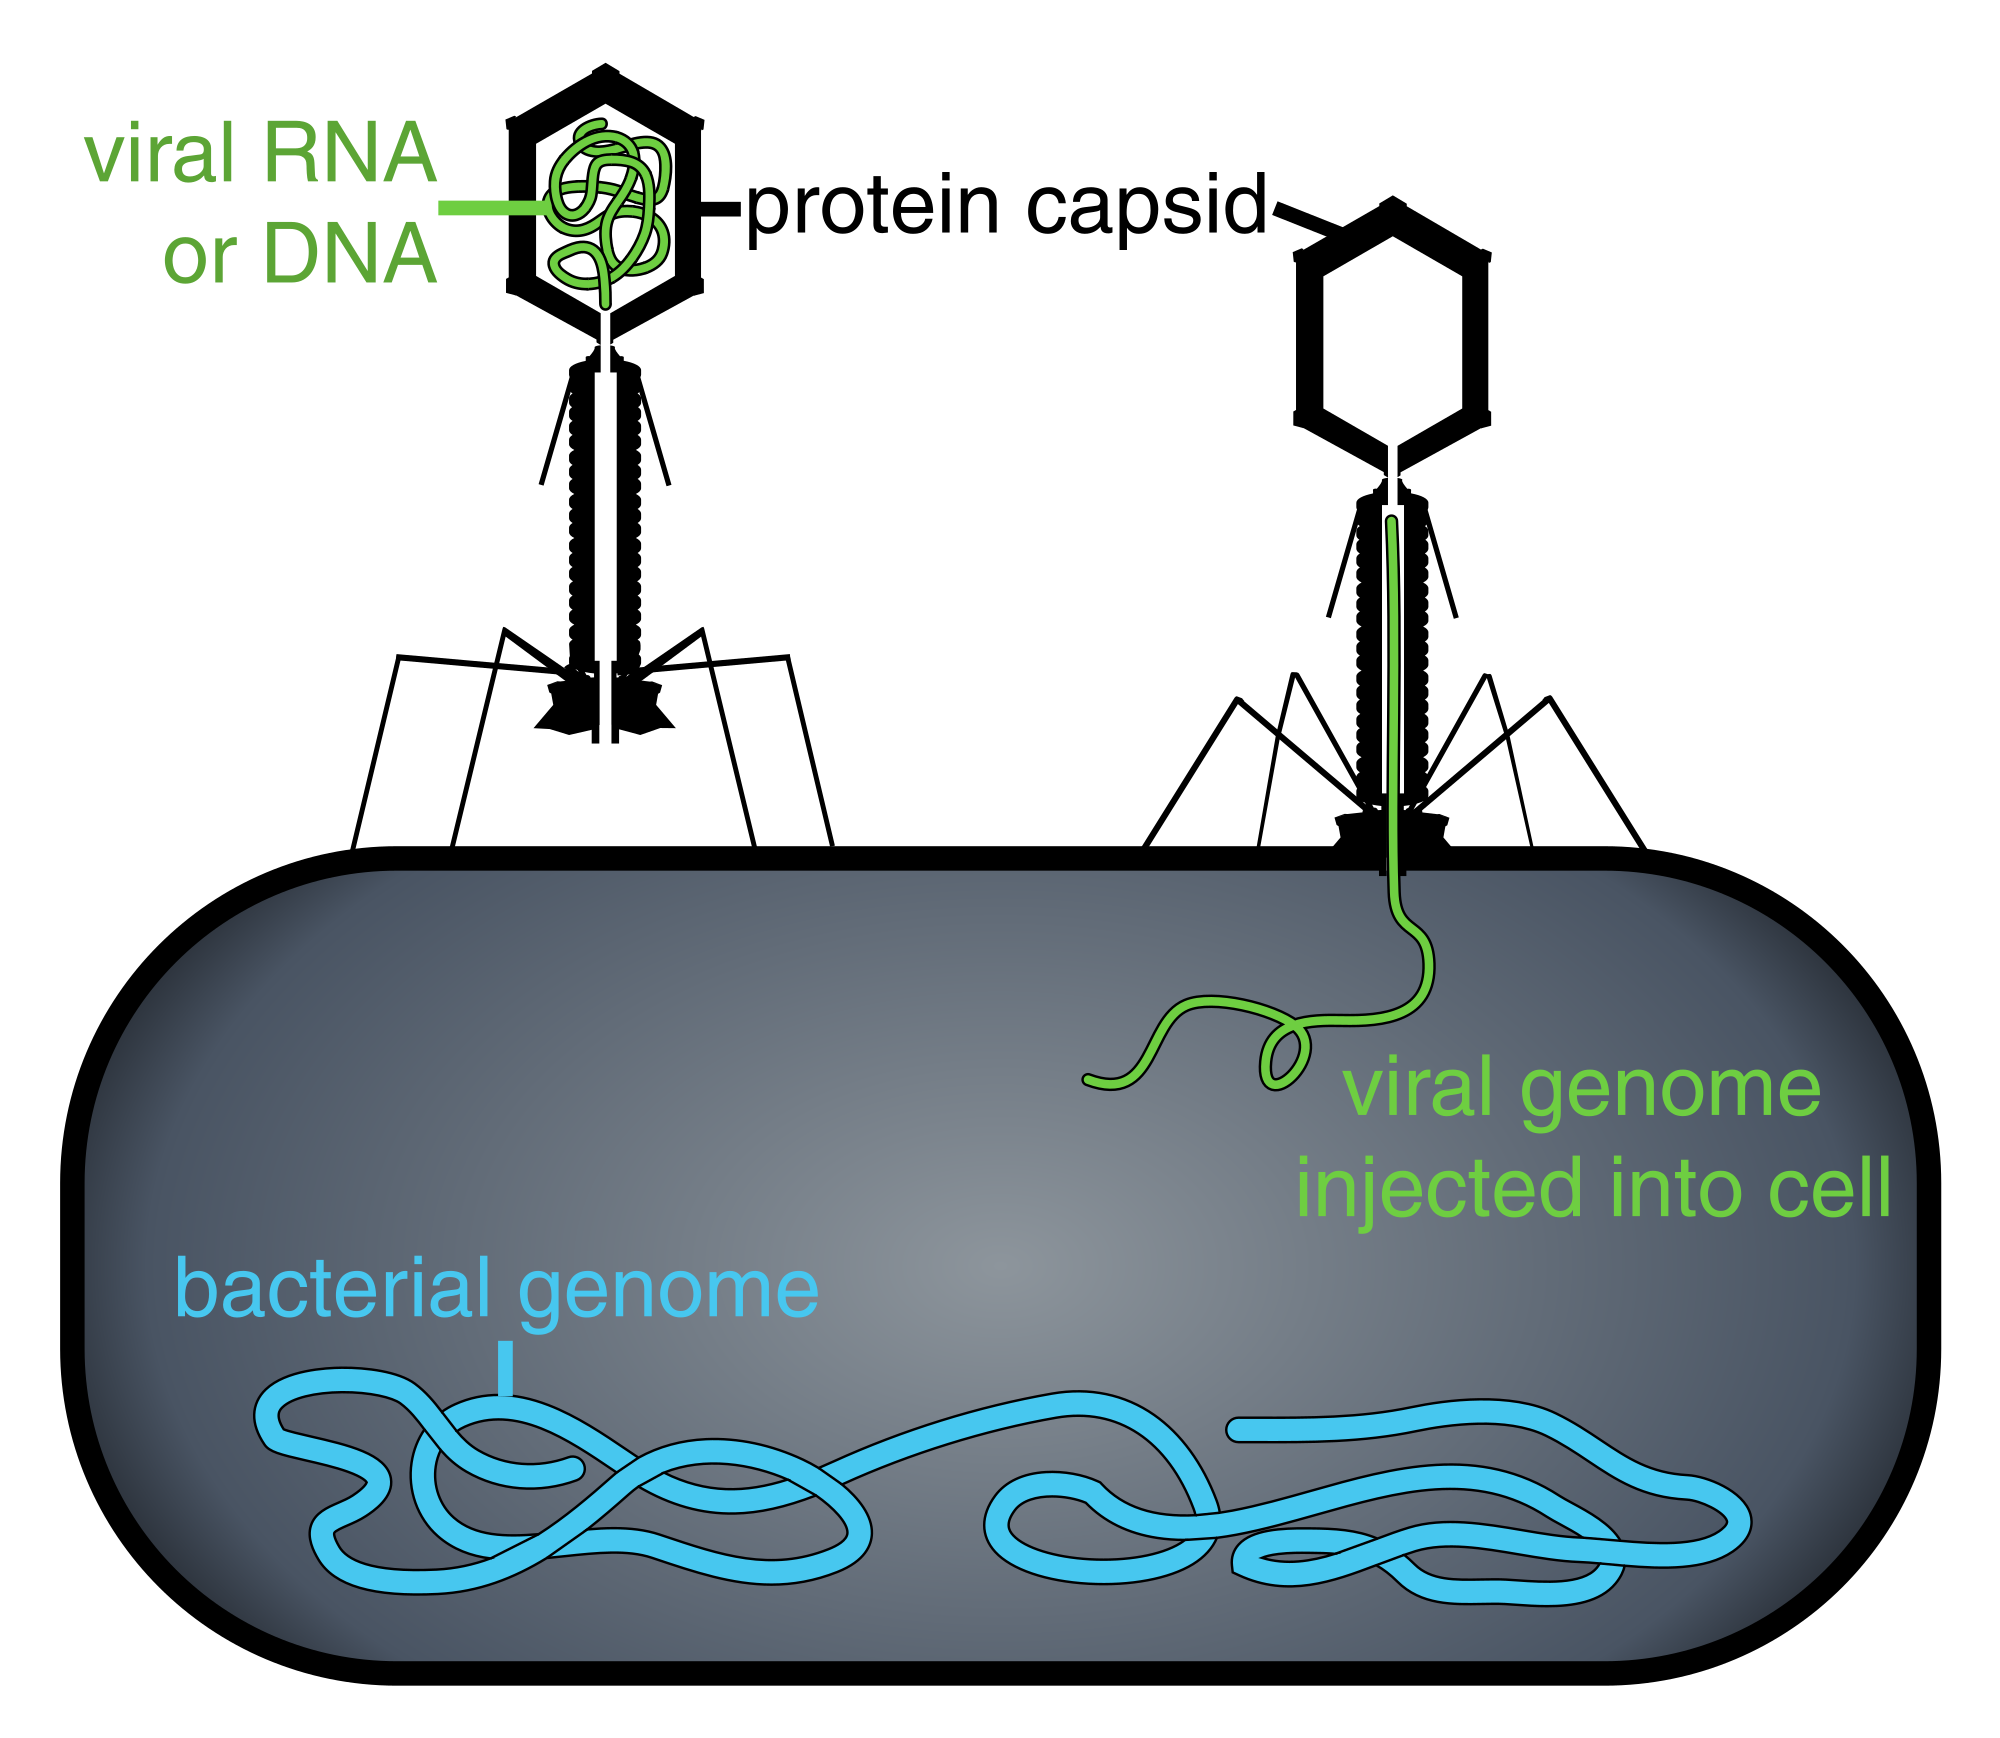 viral RNA
or DNA
protein capsid
viral genome
injected into cell
bacterial genome